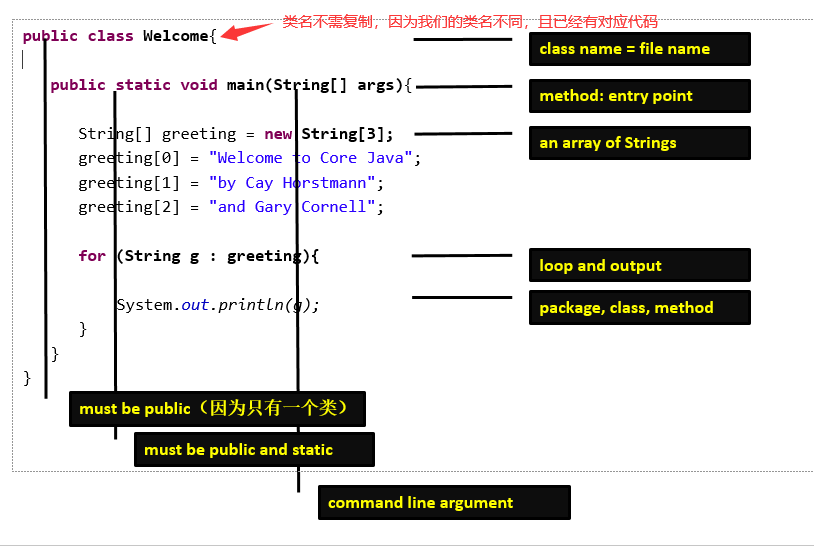 类名不需复制，因为我们的类名不同，且已经有对应代码
public class Welcome{
class name = file name
public static void main(String[] args){
method: entry point
String[] greeting = new String[3];
an array of Strings
greeting[0] = "Welcome to Core Java";
greeting[1] = "by Cay Horstmann";
greeting[2] = "and Gary Cornell";
for (String g : greeting){
loop and output
System.out.println(g);
package, class, method
}
}
}
must be public（因为只有一个类）
must be public and static
command line argument